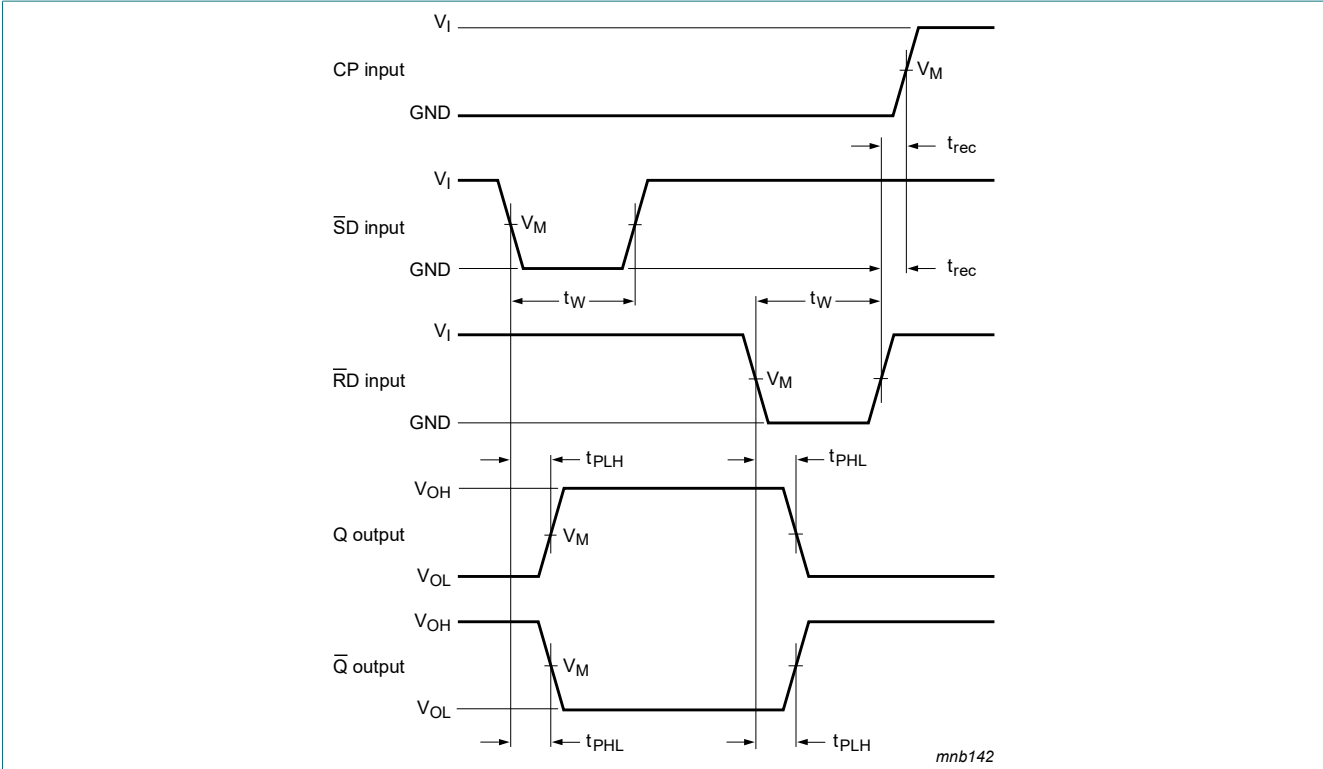 V_I
CP input
V_M
GND
t_rec
V_I
S̅D input
V_M
GND
t_rec
t_W
t_W
V_I
R̅D input
V_M
GND
t_PLH
t_PHL
V_OH
Q output
V_M
V_OL
V_OH
Q̅ output
V_M
V_OL
t_PHL
t_PLH
mnb142